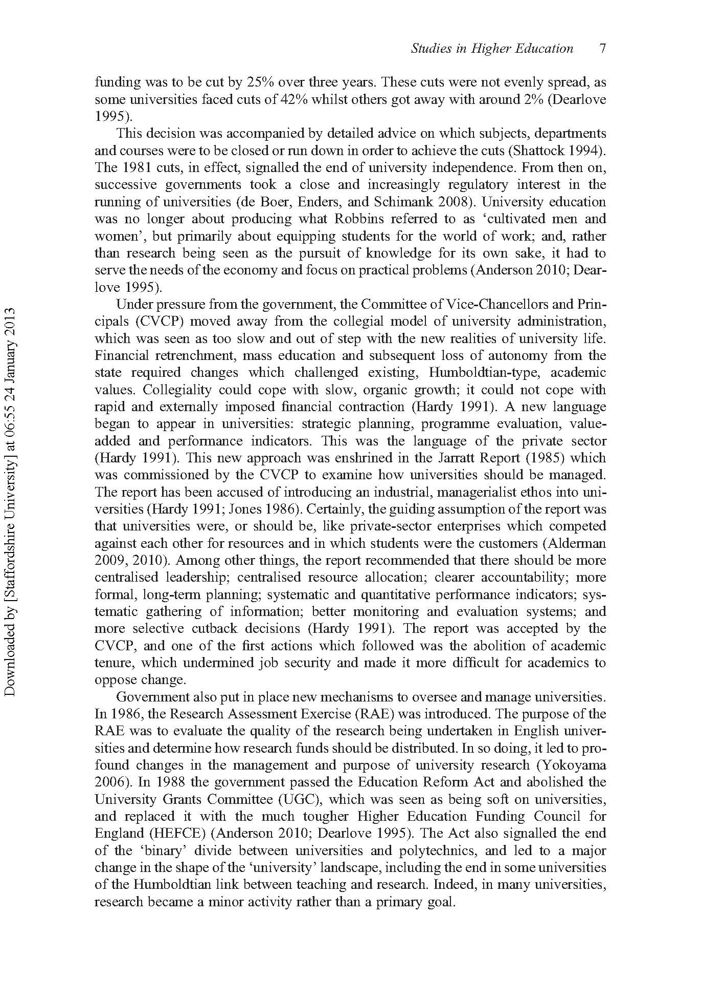 Studies in Higher Education 7
funding was to be cut by 25% over three years. These cuts were not evenly spread, as
some universities faced cuts of 42% whilst others got away with around 2% (Dearlove
1995).
This decision was accompanied by detailed advice on which subjects, departments
and courses were to be closed or run down in order to achieve the cuts (Shattock 1994).
The 1981 cuts, in effect, signalled the end of university independence. From then on,
successive governments took a close and increasingly regulatory interest in the
running of universities (de Boer, Enders, and Schimank 2008). University education
was no longer about producing what Robbins referred to as ‘cultivated men and
women’, but primarily about equipping students for the world of work; and, rather
than research being seen as the pursuit of knowledge for its own sake, it had to
serve the needs of the economy and focus on practical problems (Anderson 2010; Dear-
love 1995).
Under pressure from the government, the Committee of Vice-Chancellors and Prin-
cipals (CVCP) moved away from the collegial model of university administration,
which was seen as too slow and out of step with the new realities of university life.
Financial retrenchment, mass education and subsequent loss of autonomy from the
state required changes which challenged existing, Humboldtian-type, academic
values. Collegiality could cope with slow, organic growth; it could not cope with
rapid and externally imposed financial contraction (Hardy 1991). A new language
began to appear in universities: strategic planning, programme evaluation, value-
added and performance indicators. This was the language of the private sector
(Hardy 1991). This new approach was enshrined in the Jarratt Report (1985) which
was commissioned by the CVCP to examine how universities should be managed.
The report has been accused of introducing an industrial, managerialist ethos into uni-
versities (Hardy 1991; Jones 1986). Certainly, the guiding assumption of the report was
that universities were, or should be, like private-sector enterprises which competed
against each other for resources and in which students were the customers (Alderman
2009, 2010). Among other things, the report recommended that there should be more
centralised leadership; centralised resource allocation; clearer accountability; more
formal, long-term planning; systematic and quantitative performance indicators; sys-
tematic gathering of information; better monitoring and evaluation systems; and
more selective cutback decisions (Hardy 1991). The report was accepted by the
CVCP, and one of the first actions which followed was the abolition of academic
tenure, which undermined job security and made it more difficult for academics to
oppose change.
Government also put in place new mechanisms to oversee and manage universities.
In 1986, the Research Assessment Exercise (RAE) was introduced. The purpose of the
RAE was to evaluate the quality of the research being undertaken in English univer-
sities and determine how research funds should be distributed. In so doing, it led to pro-
found changes in the management and purpose of university research (Yokoyama
2006). In 1988 the government passed the Education Reform Act and abolished the
University Grants Committee (UGC), which was seen as being soft on universities,
and replaced it with the much tougher Higher Education Funding Council for
England (HEFCE) (Anderson 2010; Dearlove 1995). The Act also signalled the end
of the ‘binary’ divide between universities and polytechnics, and led to a major
change in the shape of the ‘university’ landscape, including the end in some universities
of the Humboldtian link between teaching and research. Indeed, in many universities,
research became a minor activity rather than a primary goal.
Downloaded by [Staffordshire University] at 06:55 24 January 2013